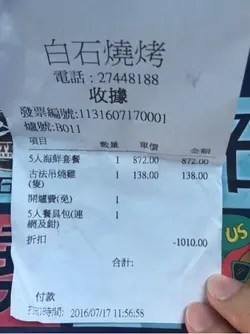 白石燒烤
電話:27448188
收據
發票編號:1131607170001
爐號:B011
項目 數量 單價 金額
5人海鮮套餐 1 872.00 872.00
古法吊燒雞 1 138.00 138.00
(隻)
開爐費(免) 1
5人餐具包(連 1
網及鉗)
折扣 -1010.00
合計:
付款
時間: 2016/07/17 11:56:58
US